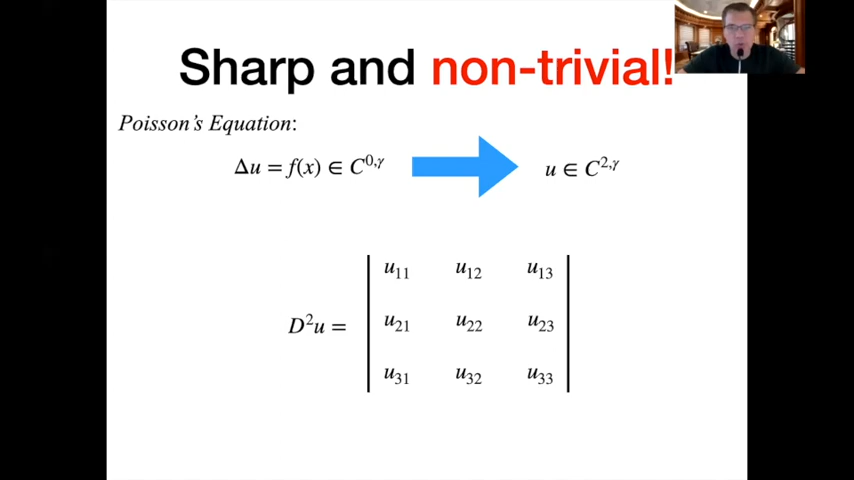 Sharp and non-trivial!
Poisson's Equation:
Δu = f(x) ∈ C^{0,γ} u ∈ C^{2,γ}
u₁₁ u₁₂ u₁₃
D²u = u₂₁ u₂₂ u₂₃
u₃₁ u₃₂ u₃₃